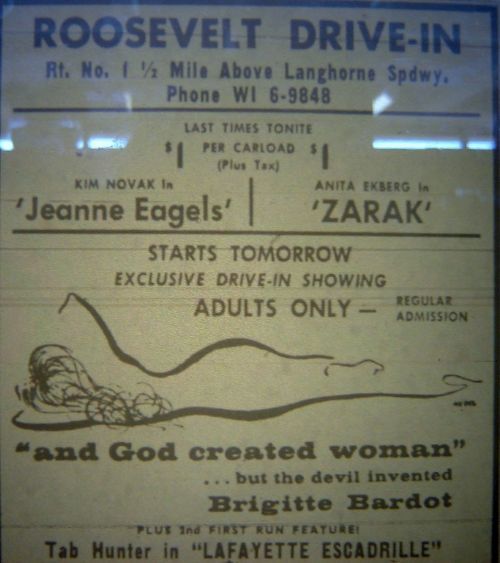 ROOSEVELT DRIVE-IN
Rt. No. 1 ½ Mile Above Langhorne Spdwy.
Phone WI 6-9848
LAST TIMES TONITE
$1 PER CARLOAD $1
(Plus Tax)
KIM NOVAK In
'Jeanne Eagels'
ANITA EKBERG In
'ZARAK'
STARTS TOMORROW
EXCLUSIVE DRIVE-IN SHOWING
ADULTS ONLY — REGULAR ADMISSION
"and God created woman"
...but the devil invented
Brigitte Bardot
PLUS 2nd FIRST RUN FEATURE!
Tab Hunter in "LAFAYETTE ESCADRILLE"